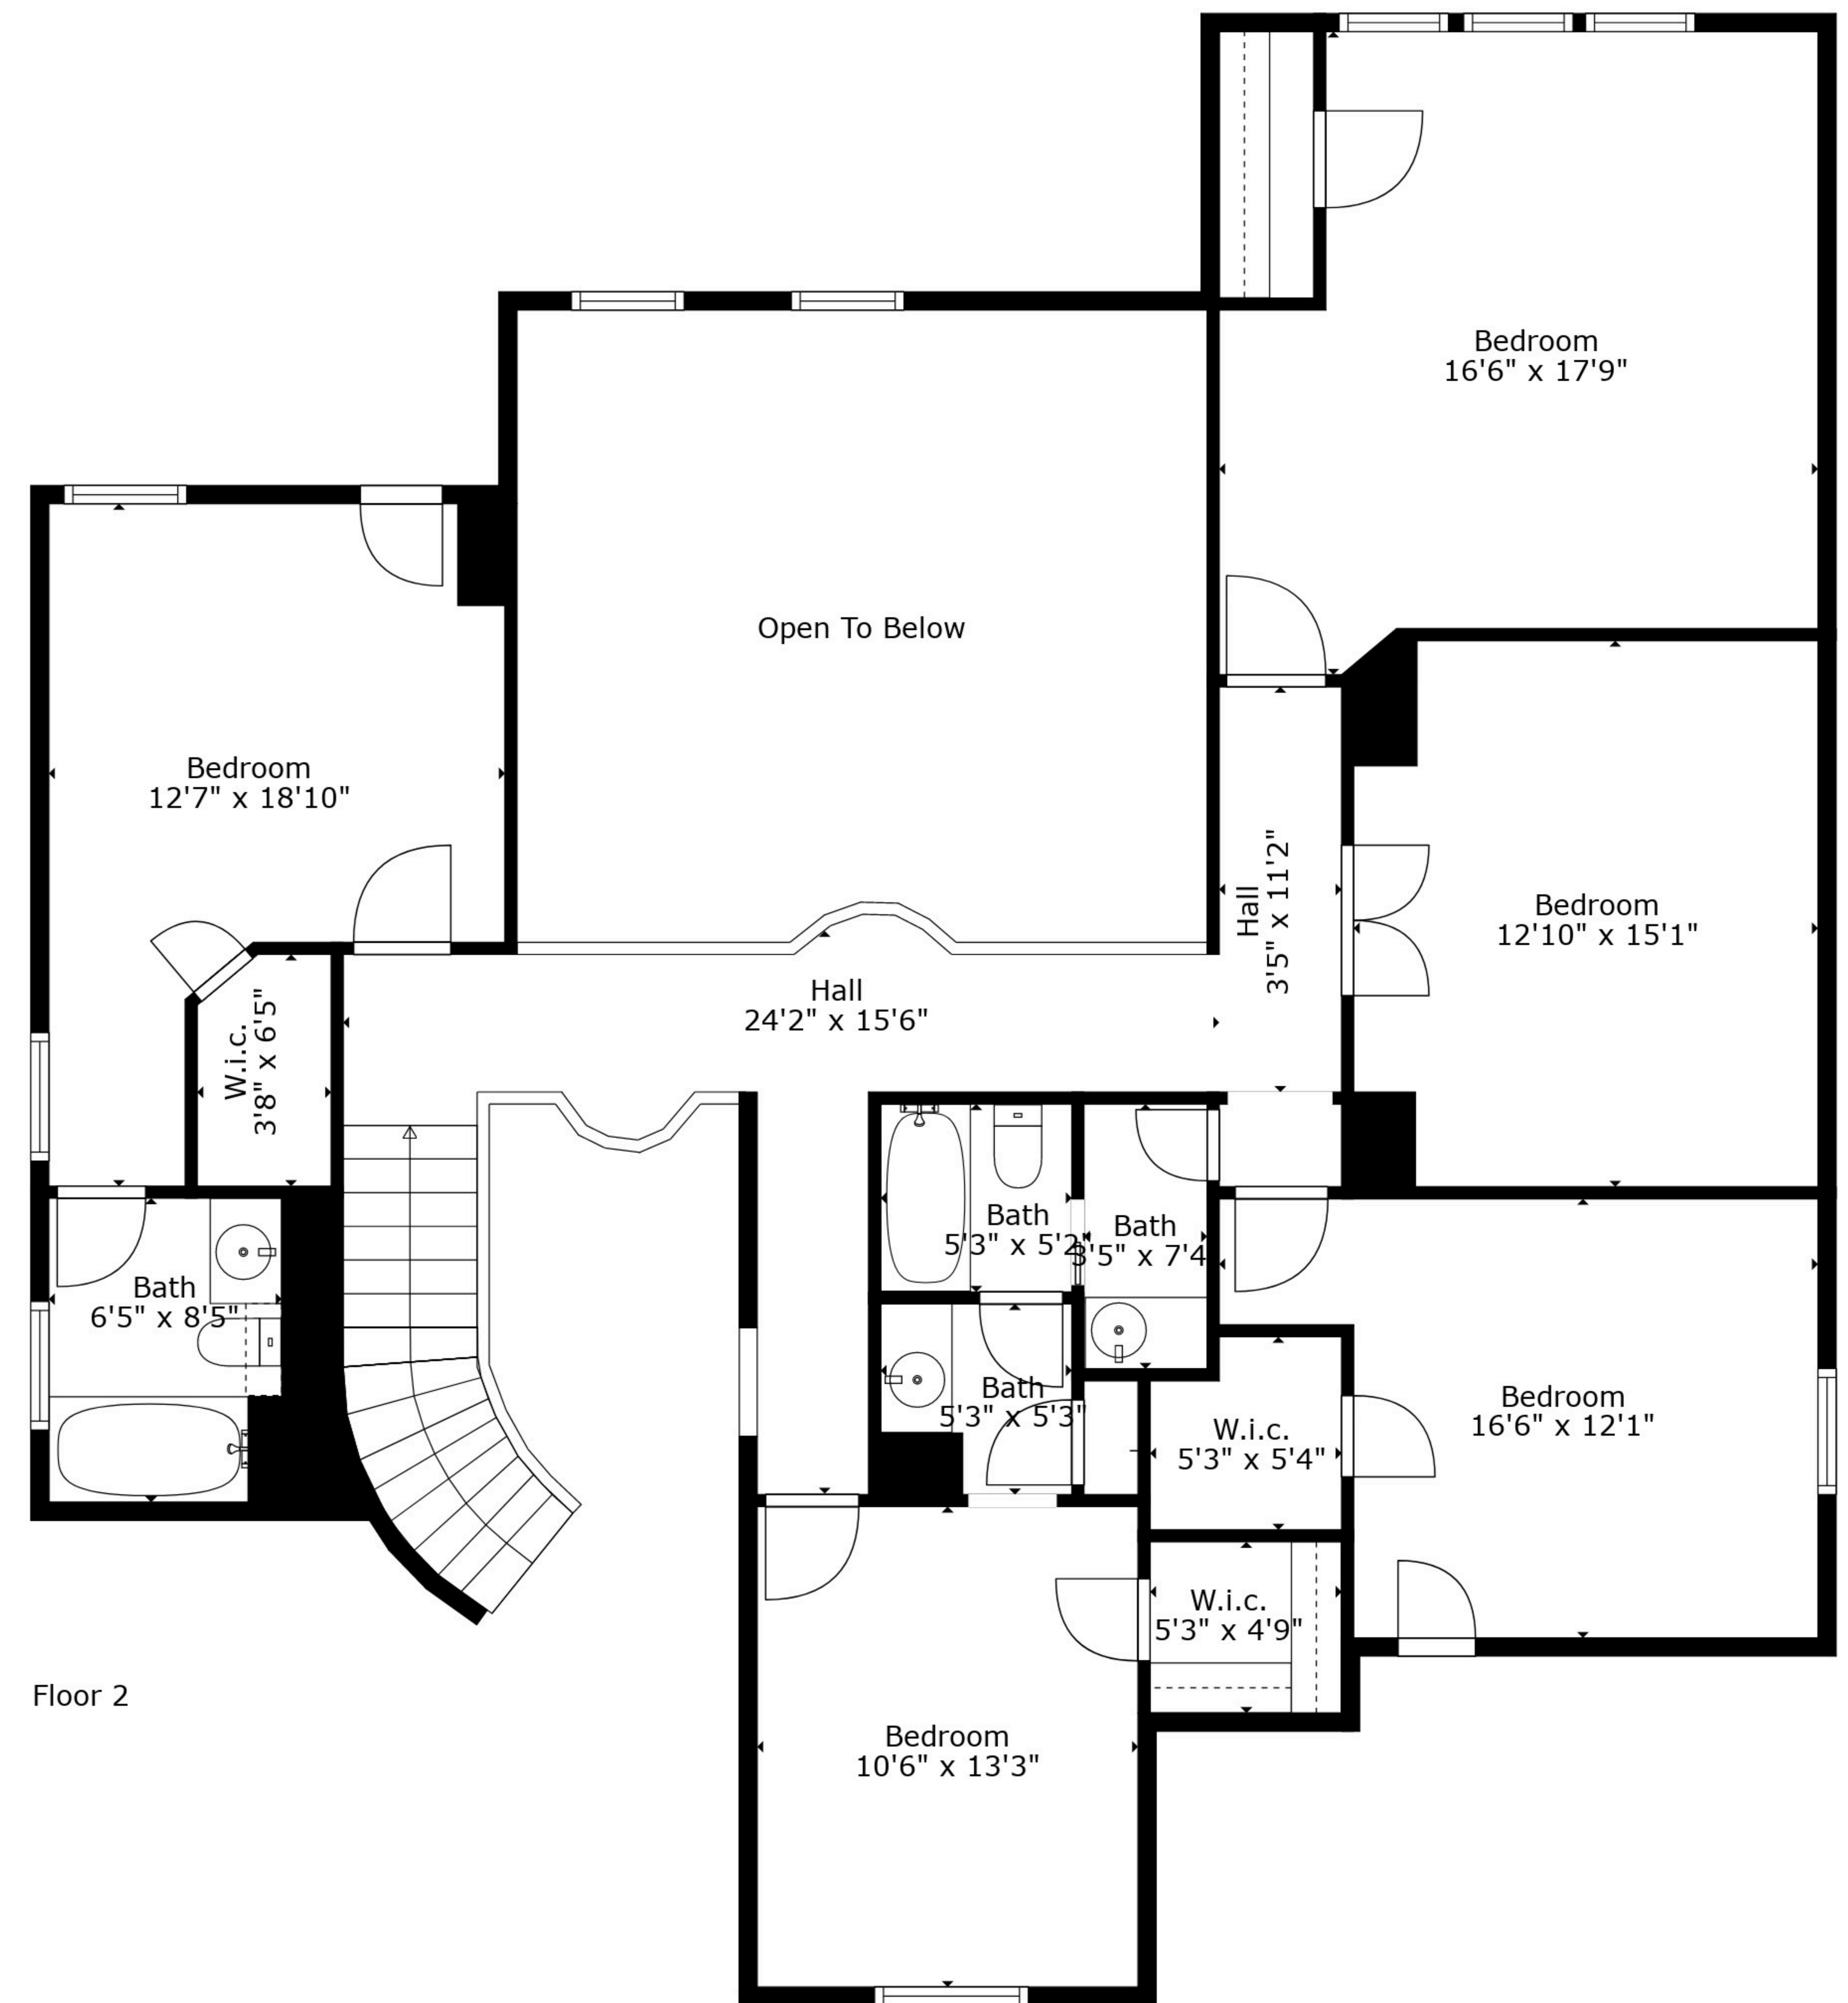 Bedroom
16'6" x 17'9"
Open To Below
Bedroom
12'7" x 18'10"
Hall
3'5" x 11'2"
Bedroom
12'10" x 15'1"
Hall
24'2" x 15'6"
W.i.c.
3'8" x 6'5"
Bath
5'3" x 5'2
Bath
3'5" x 7'4
Bath
6'5" x 8'5"
Bath
5'3" x 5'3"
W.i.c.
5'3" x 5'4"
Bedroom
16'6" x 12'1"
W.i.c.
5'3" x 4'9"
Floor 2
Bedroom
10'6" x 13'3"